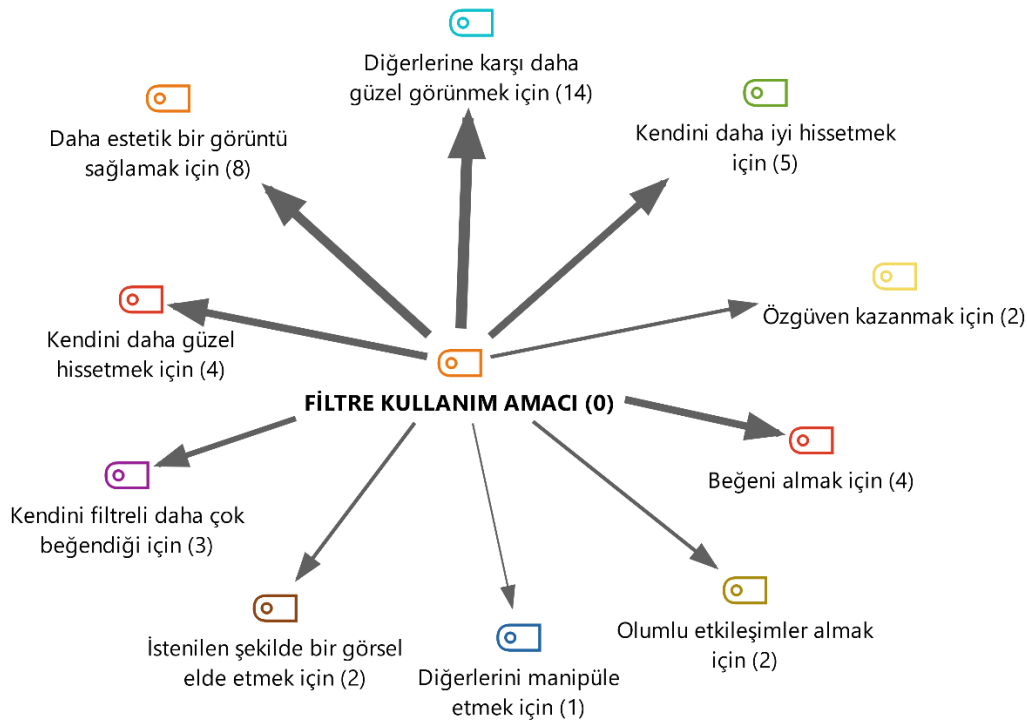 Diğerlerine karşı daha
güzel görünmek için (14)
Daha estetik bir görüntü
sağlamak için (8)
Kendini daha iyi hissetmek
için (5)
Özgüven kazanmak için (2)
Kendini daha güzel
hissetmek için (4)
FİLTRE KULLANIM AMACI (0)
Beğeni almak için (4)
Kendini filtreli daha çok
beğendiği için (3)
İstenilen şekilde bir görsel
elde etmek için (2)
Diğerlerini manipüle
etmek için (1)
Olumlu etkileşimler almak
için (2)